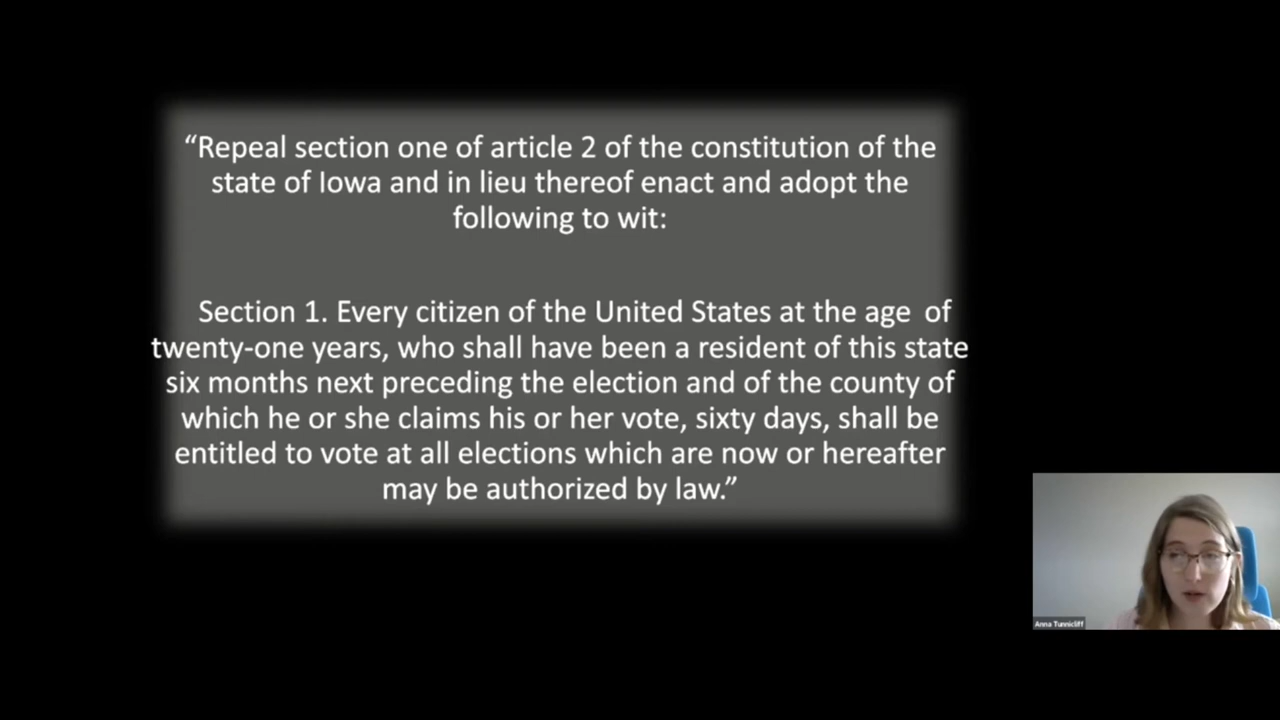 “Repeal section one of article 2 of the constitution of the
state of Iowa and in lieu thereof enact and adopt the
following to wit:
Section 1. Every citizen of the United States at the age of
twenty-one years, who shall have been a resident of this state
six months next preceding the election and of the county of
which he or she claims his or her vote, sixty days, shall be
entitled to vote at all elections which are now or hereafter
may be authorized by law.”
Anna Tunnicliff